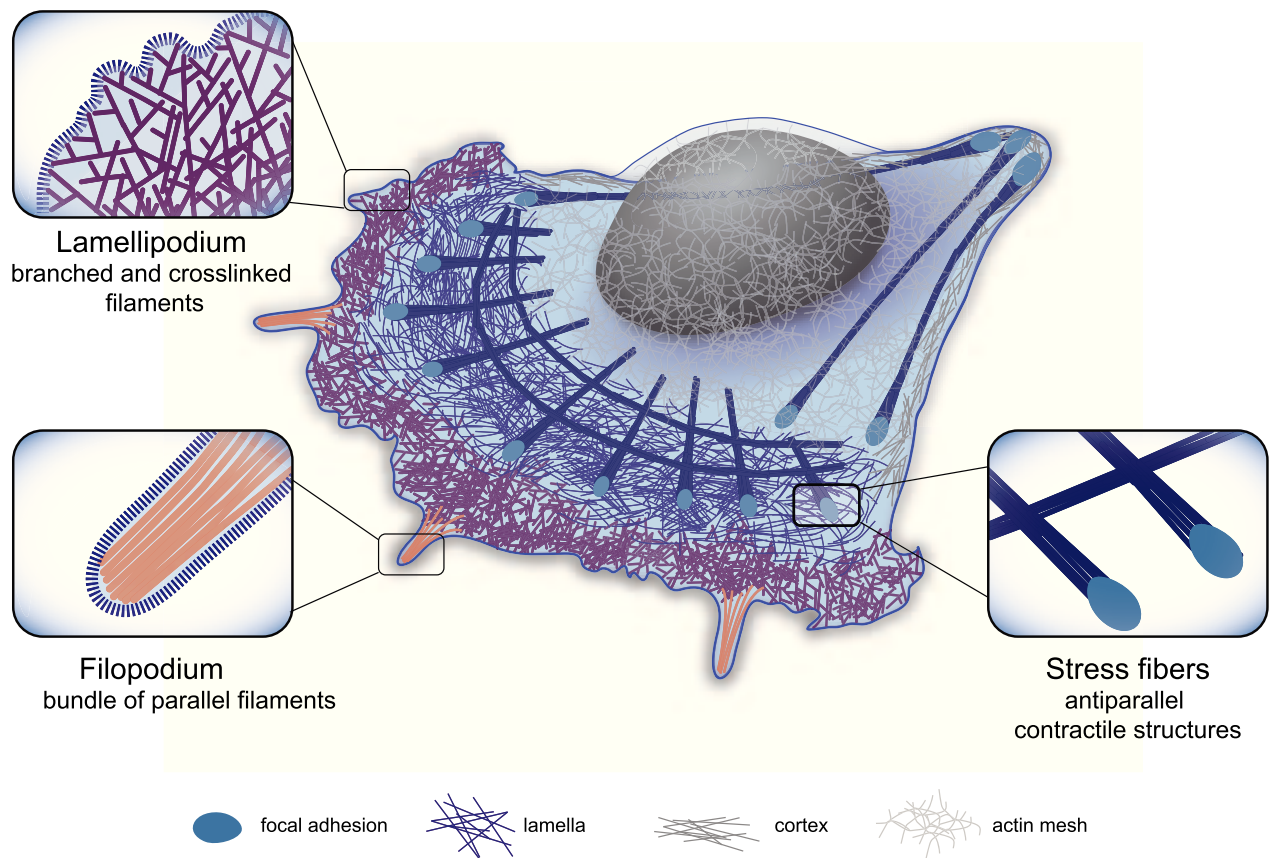 Lamellipodium
branched and crosslinked
filaments
Filopodium
bundle of parallel filaments
Stress fibers
antiparallel
contractile structures
focal adhesion
lamella
cortex
actin mesh